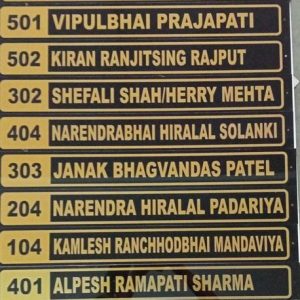 501 VIPULBHAI PRAJAPATI
502 KIRAN RANJITSING RAJPUT
302 SHEFALI SHAH/HERRY MEHTA
404 NARENDRABHAI HIRALAL SOLANKI
303 JANAK BHAGVANDAS PATEL
204 NARENDRA HIRALAL PADARIYA
104 KAMLESH RANCHHODBHAI MANDAVIYA
401 ALPESH RAMAPATI SHARMA